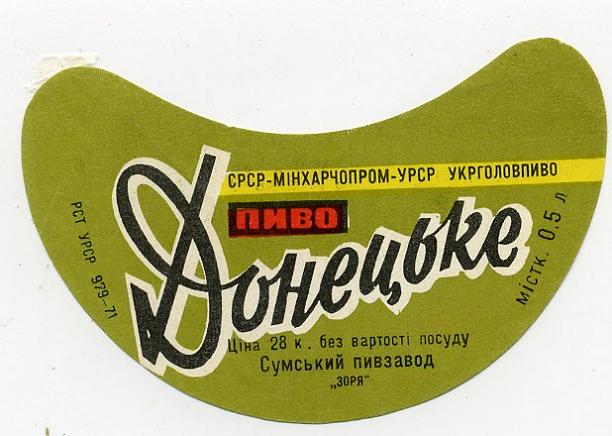 СРСР-МІНХАРЧОПРОМ-УРСР УКРГОЛОВПИВО
ПИВО
Донецьке
РСТ УРСР 979-71
містк. 0,5 л
Ціна 28 к. без вартості посуду
Сумський пивзавод
„ЗОРЯ“